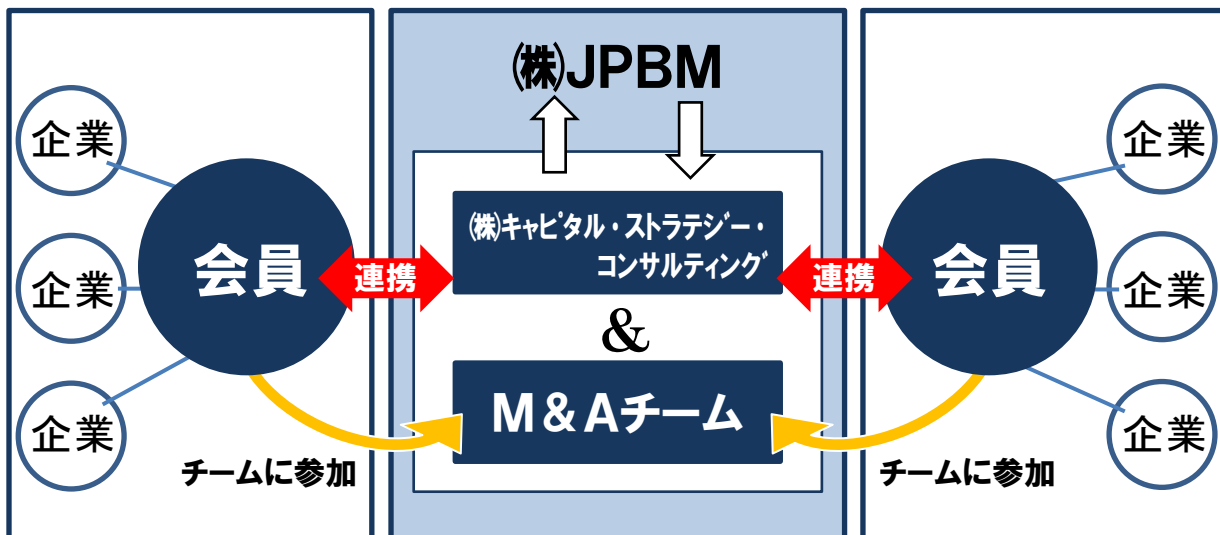 ㈱JPBM
企業
企業
企業
会員
連携
㈱キャピタル・ストラテジー・
コンサルティング
&
M&Aチーム
連携
会員
企業
企業
企業
チームに参加
チームに参加